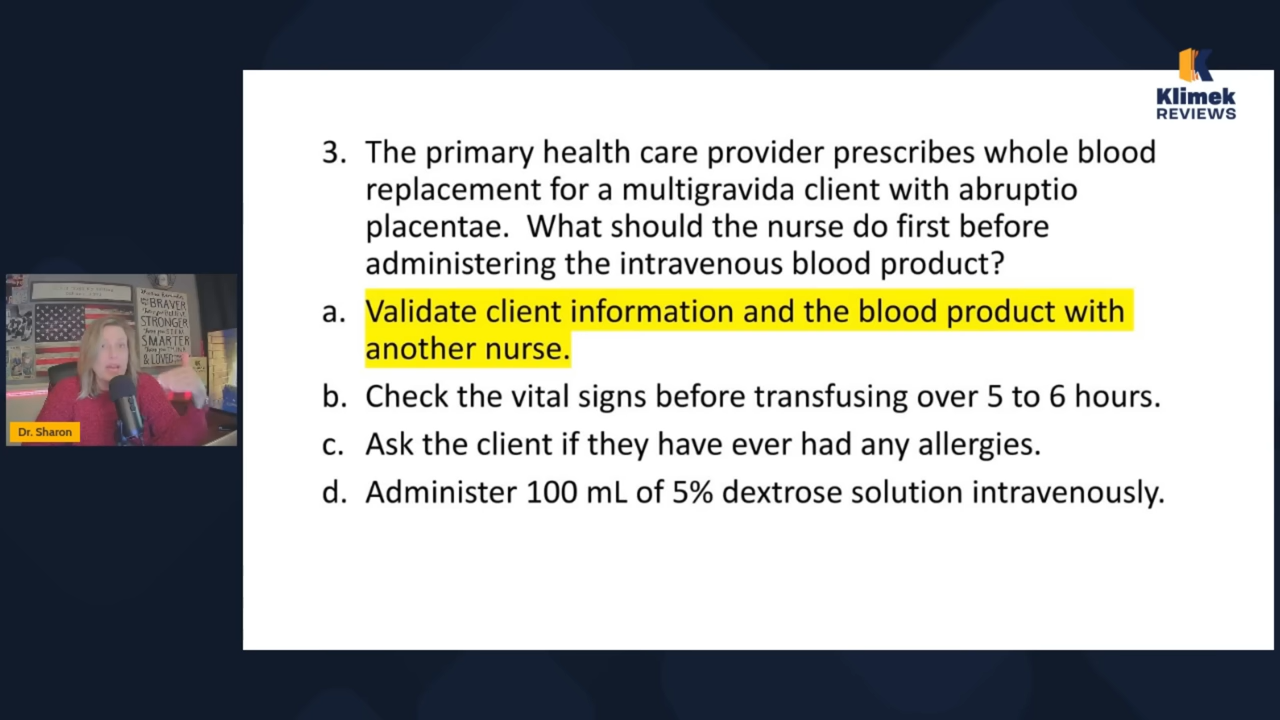 Klimek
REVIEWS
3. The primary health care provider prescribes whole blood
replacement for a multigravida client with abruptio
placentae. What should the nurse do first before
administering the intravenous blood product?
a. Validate client information and the blood product with
another nurse.
b. Check the vital signs before transfusing over 5 to 6 hours.
c. Ask the client if they have ever had any allergies.
d. Administer 100 mL of 5% dextrose solution intravenously.
BRAVER
STRONGER
SMARTER
& LOVED
Dr. Sharon